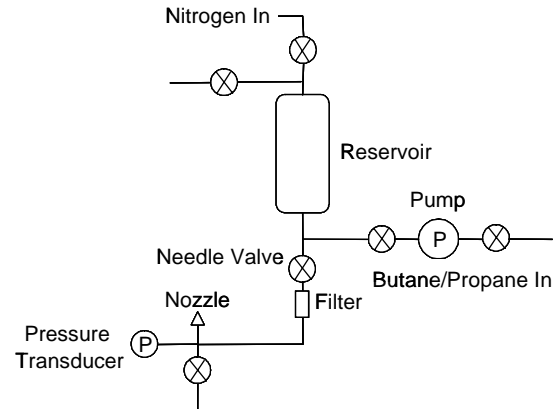 Nitrogen In
Reservoir
Pump
P
Needle Valve
Butane/Propane In
Nozzle
Filter
Pressure
Transducer
P